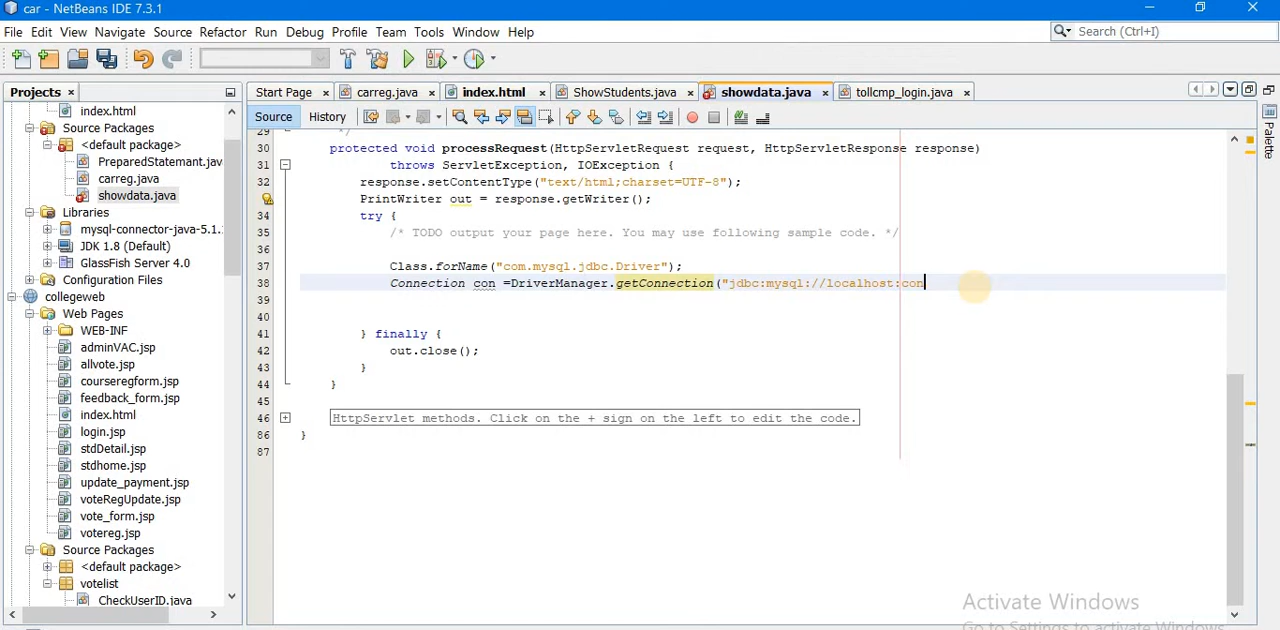 car - NetBeans IDE 7.3.1
File Edit View Navigate Source Refactor Run Debug Profile Team Tools Window Help
Search (Ctrl+I)
Projects ×
Start Page × carreg.java × index.html × ShowStudents.java × showdata.java × tollcmp_login.java ×
Source History
Palette
index.html
Source Packages
<default package>
PreparedStatemant.jav
carreg.java
showdata.java
Libraries
mysql-connector-java-5.1.
JDK 1.8 (Default)
GlassFish Server 4.0
Configuration Files
collegeweb
Web Pages
WEB-INF
adminVAC.jsp
allvote.jsp
courseregform.jsp
feedback_form.jsp
index.html
login.jsp
stdDetail.jsp
stdhome.jsp
update_payment.jsp
voteRegUpdate.jsp
vote_form.jsp
votereg.jsp
Source Packages
<default package>
votelist
CheckUserID.java
29 */
30 protected void processRequest(HttpServletRequest request, HttpServletResponse response)
31 throws ServletException, IOException {
32 response.setContentType("text/html;charset=UTF-8");
PrintWriter out = response.getWriter();
34 try {
35 /* TODO output your page here. You may use following sample code. */
36
37 Class.forName("com.mysql.jdbc.Driver");
38 Connection con =DriverManager.getConnection("jdbc:mysql://localhost:con
39
40
41 } finally {
42 out.close();
43 }
44 }
45
46 HttpServlet methods. Click on the + sign on the left to edit the code.
86 }
87
Activate Windows
Go to Settings to activate Windows